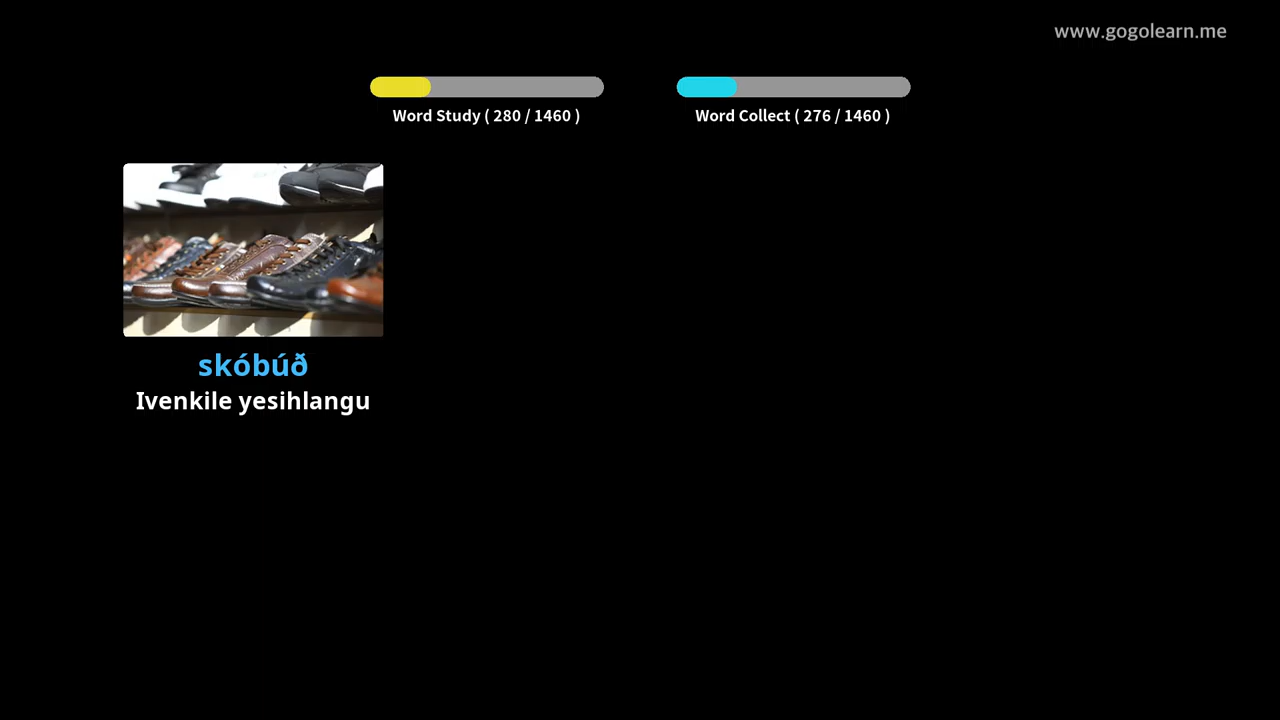 www.gogolearn.me
Word Study ( 280 / 1460 )
Word Collect ( 276 / 1460 )
skóbúð
Ivenkile yesihlangu